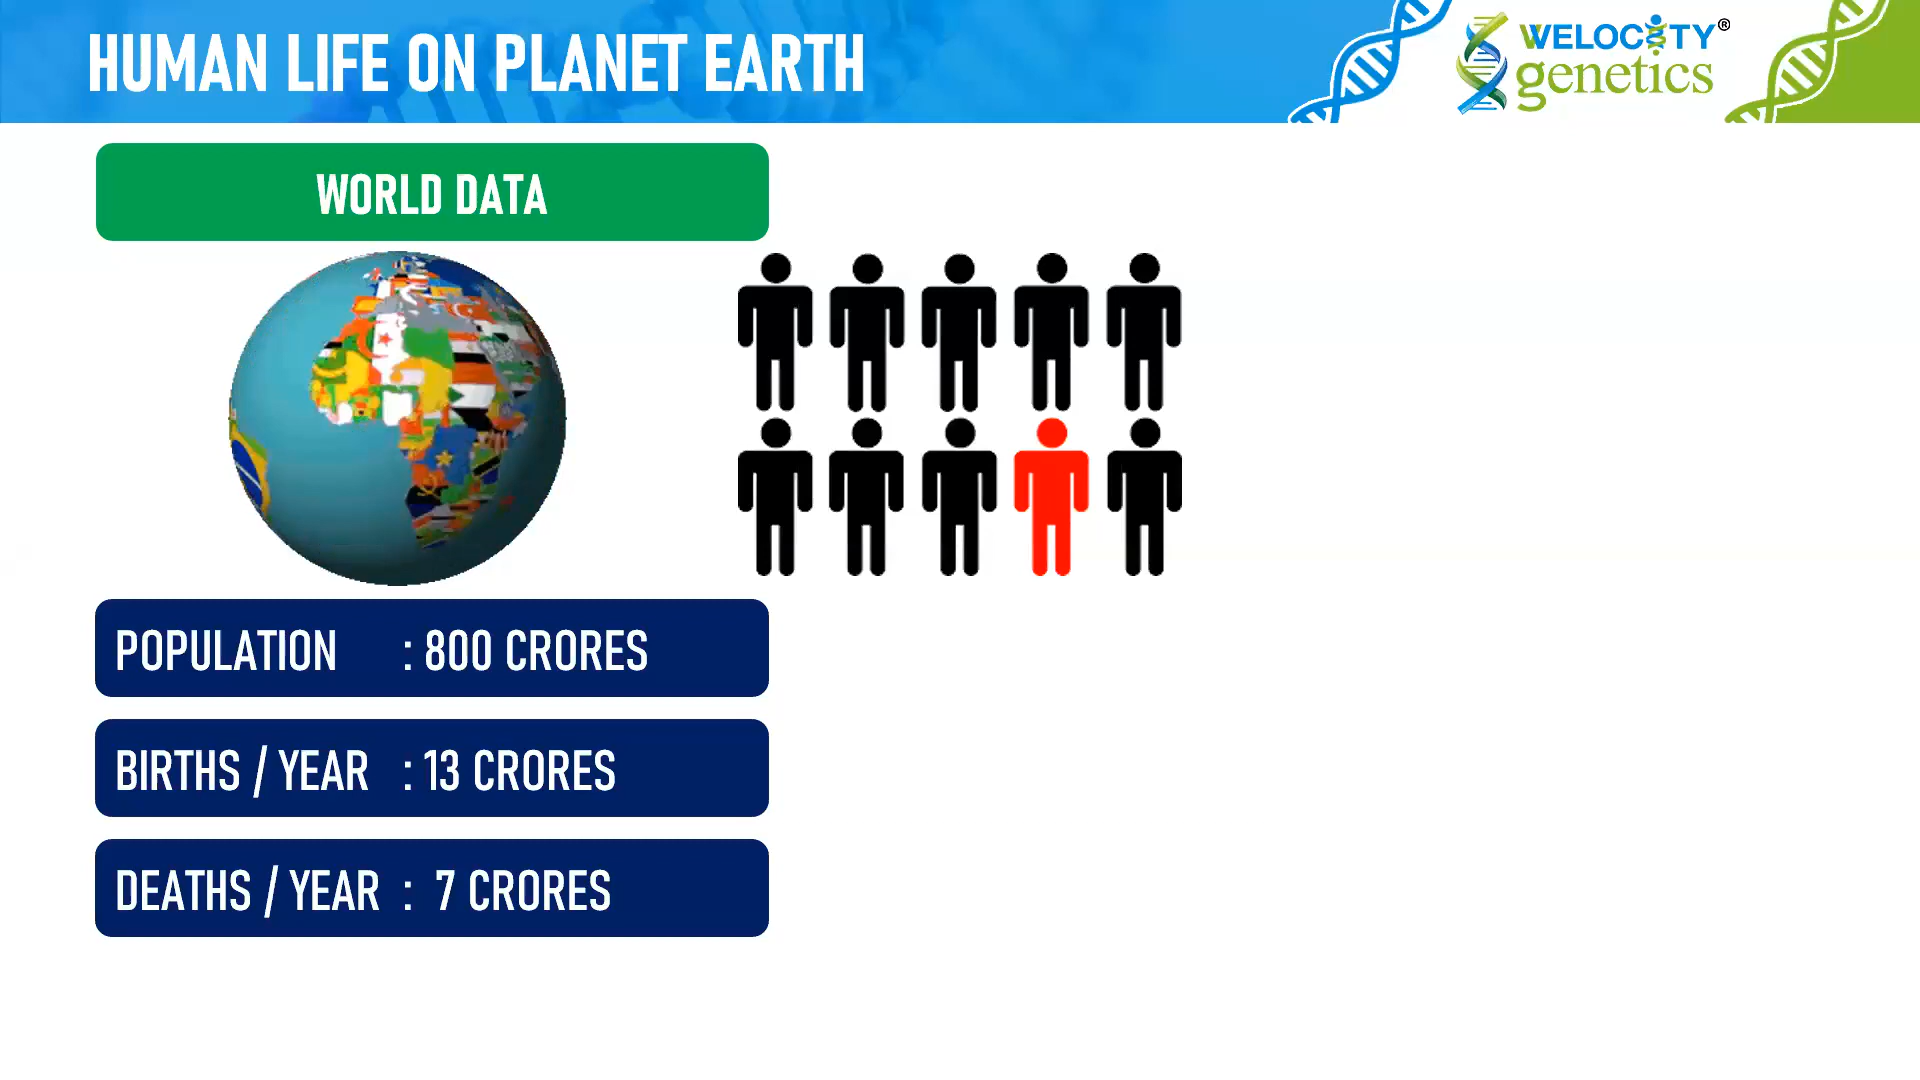 HUMAN LIFE ON PLANET EARTH
WELOCITY®
genetics
WORLD DATA
POPULATION : 800 CRORES
BIRTHS / YEAR : 13 CRORES
DEATHS / YEAR : 7 CRORES